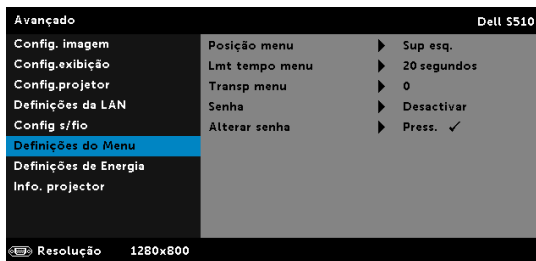 Avançado Dell S510
Config. imagem
Config.exibição
Config.projetor
Definições da LAN
Config s/fio
Definições do Menu
Definições de Energia
Info. projector
Posição menu Sup esq.
Lmt tempo menu 20 segundos
Transp menu 0
Senha Desactivar
Alterar senha Press. ✓
Resolução 1280x800